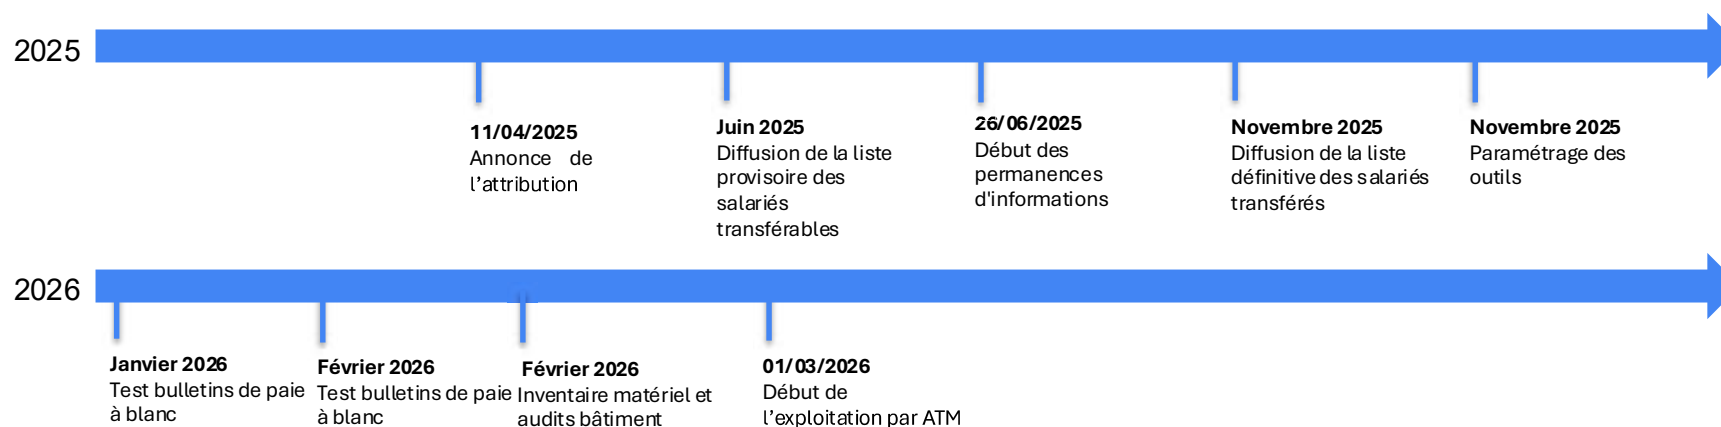 2025
11/04/2025
Annonce de
l’attribution
Juin 2025
Diffusion de la liste
provisoire des
salariés
transférables
26/06/2025
Début des
permanences
d'informations
Novembre 2025
Diffusion de la liste
définitive des salariés
transférés
Novembre 2025
Paramétrage des
outils
2026
Janvier 2026
Test bulletins de paie
à blanc
Février 2026
Test bulletins de paie
à blanc
Février 2026
Inventaire matériel et
audits bâtiment
01/03/2026
Début de
l’exploitation par ATM